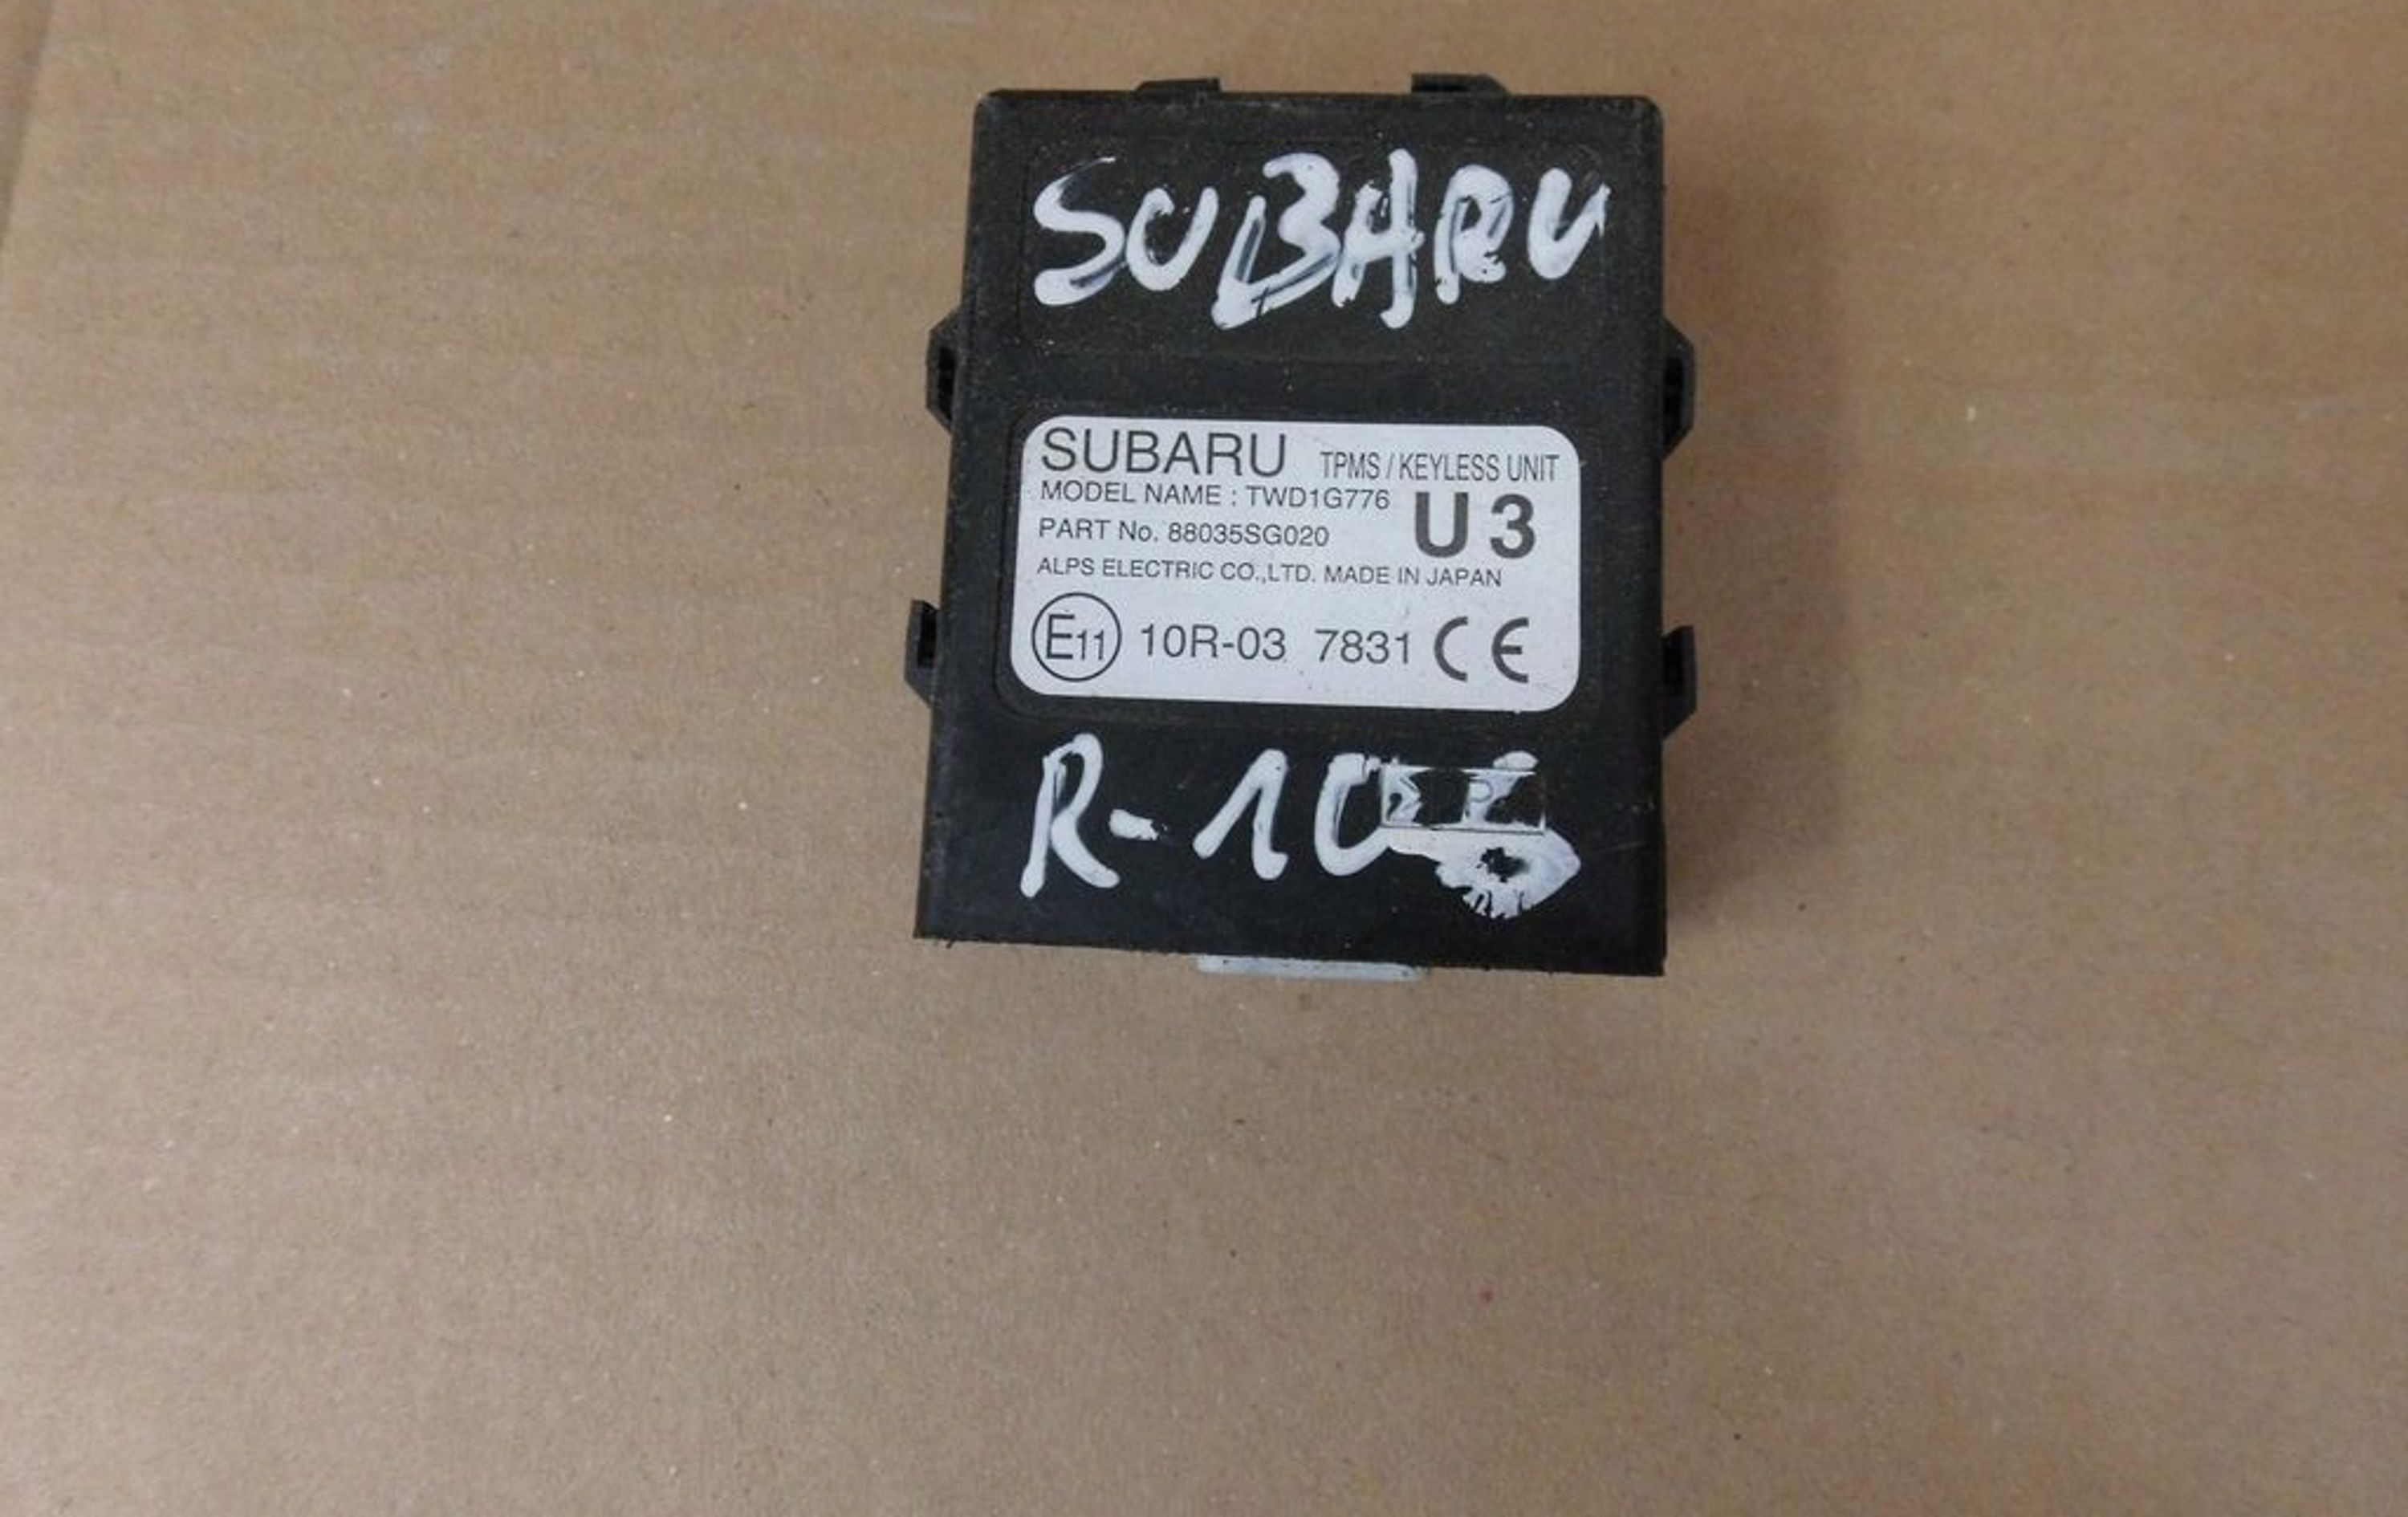 SUBARU
SUBARU TPMS / KEYLESS UNIT
MODEL NAME : TWD1G776
PART No. 88035SG020 U3
ALPS ELECTRIC CO.,LTD. MADE IN JAPAN
E11 10R-03 7831 CE